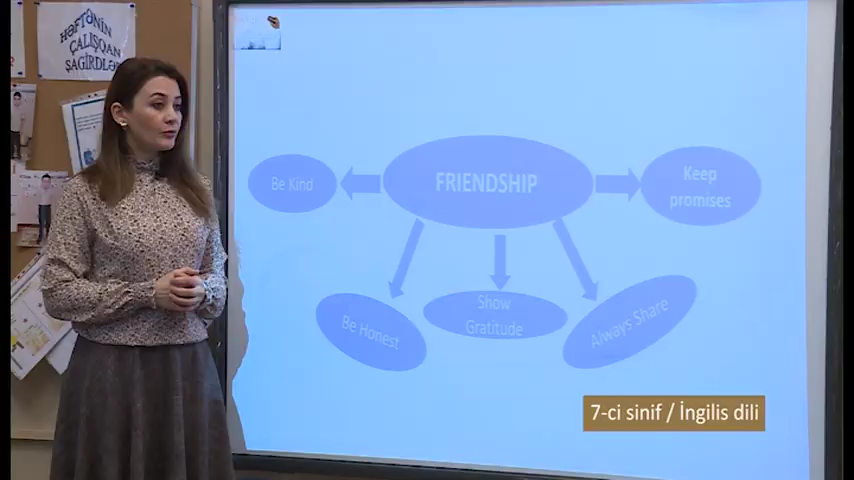 HƏFTƏNİN
ÇALIŞQAN
ŞAGİRDLƏRİ
FRIENDSHIP
Be Kind
Keep
promises
Be Honest
Show
Gratitude
Always Share
7-ci sinif / İngilis dili